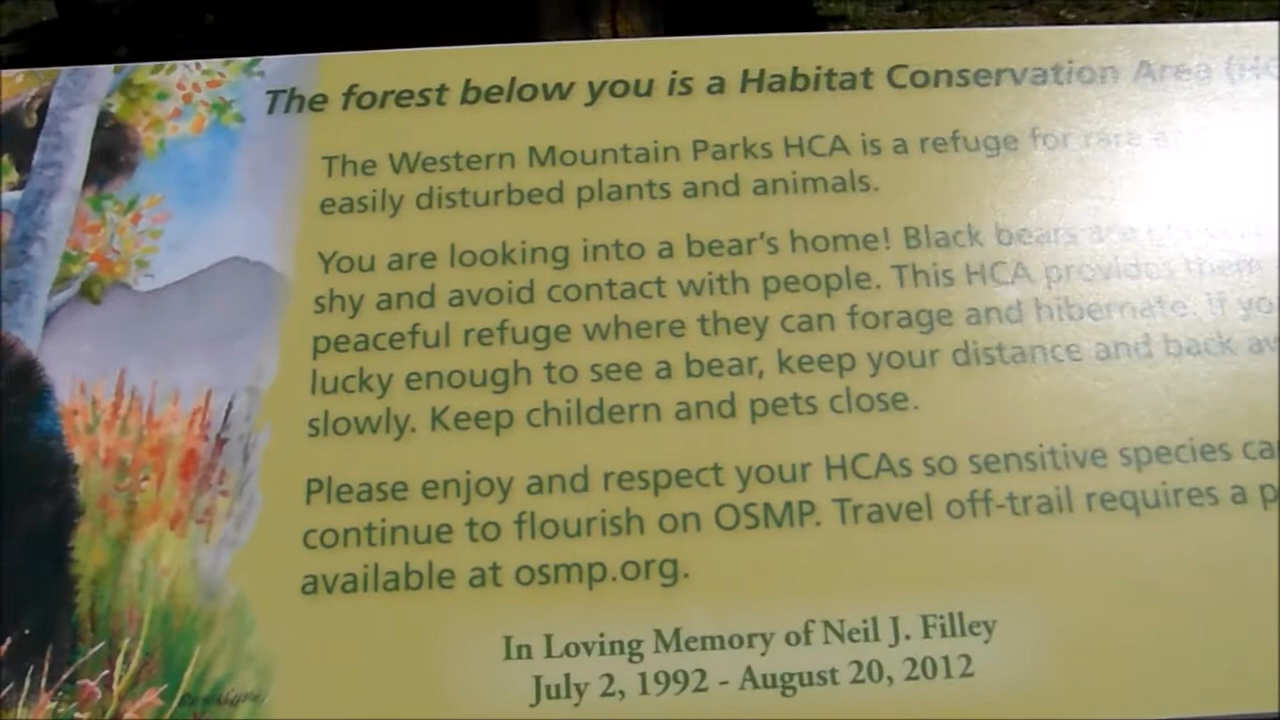 The forest below you is a Habitat Conservation Area
The Western Mountain Parks HCA is a refuge for rare
easily disturbed plants and animals.
You are looking into a bear's home! Black bears are
shy and avoid contact with people. This HCA provides them
peaceful refuge where they can forage and hibernate. If
lucky enough to see a bear, keep your distance and back
slowly. Keep childern and pets close.
Please enjoy and respect your HCAs so sensitive species
continue to flourish on OSMP. Travel off-trail requires a
available at osmp.org.
In Loving Memory of Neil J. Filley
July 2, 1992 - August 20, 2012